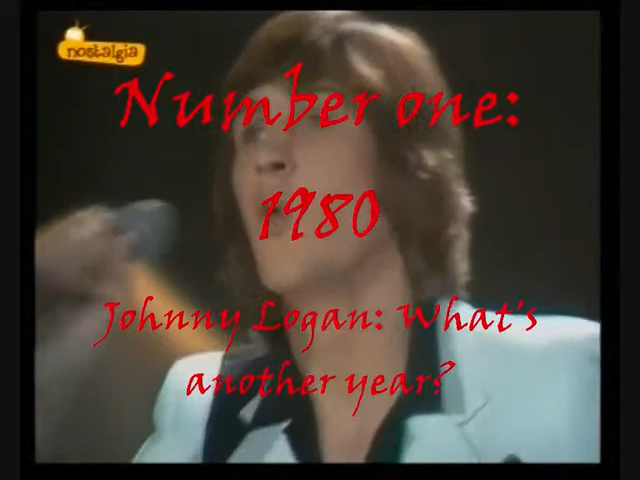 nostalgia
Number one:
1980
Johnny Logan: What's
another year?